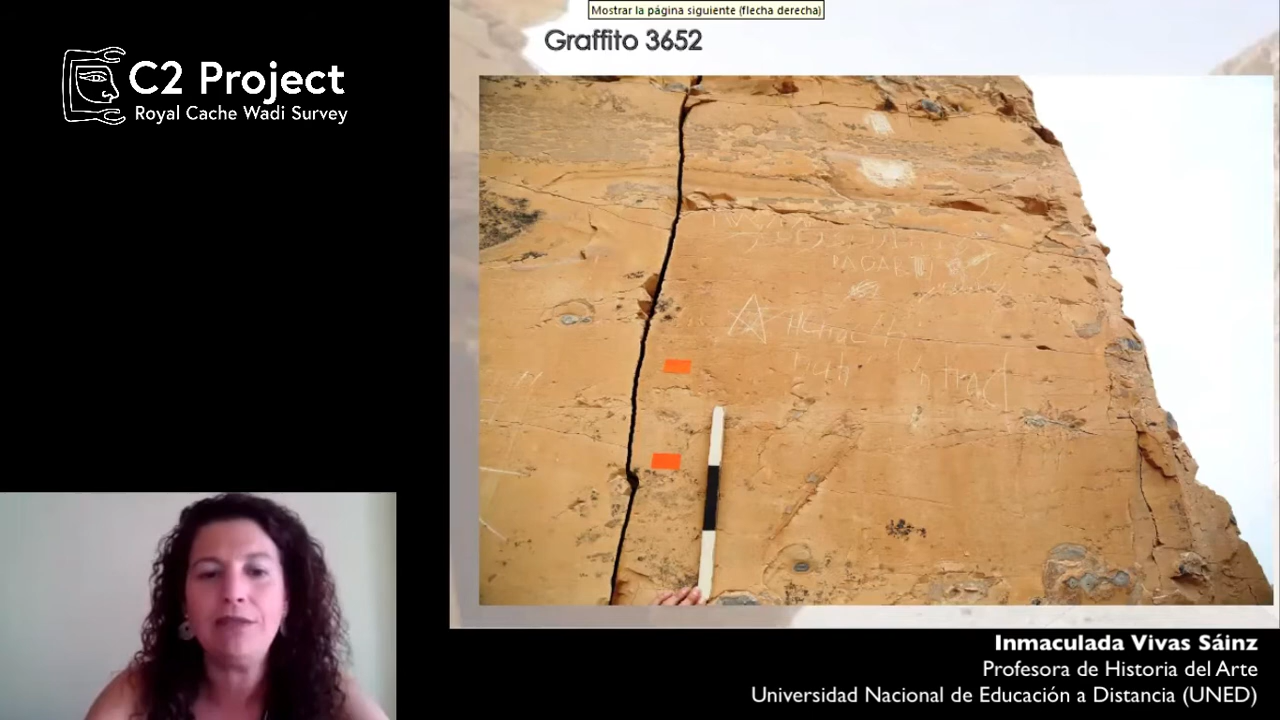 Mostrar la página siguiente (flecha derecha)
Graffito 3652
C2 Project
Royal Cache Wadi Survey
Inmaculada Vivas Sáinz
Profesora de Historia del Arte
Universidad Nacional de Educación a Distancia (UNED)